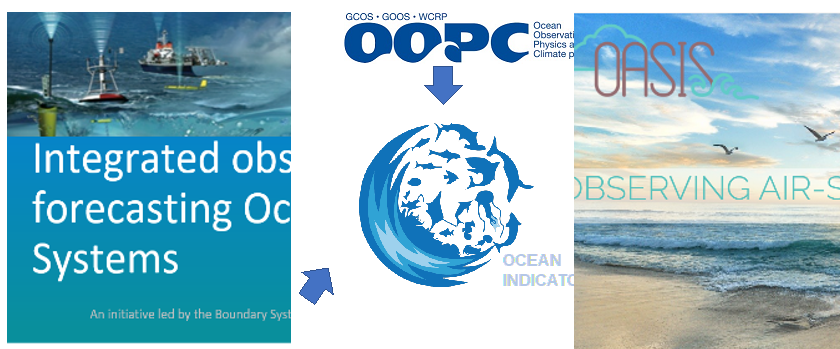 Integrated obs
forecasting Oc
Systems
An initiative led by the Boundary Syst
GCOS • GOOS • WCRP
OOPC
Ocean
Observati
Physics a
Climate p
OCEAN
INDICATO
OASIS
OBSERVING AIR-S